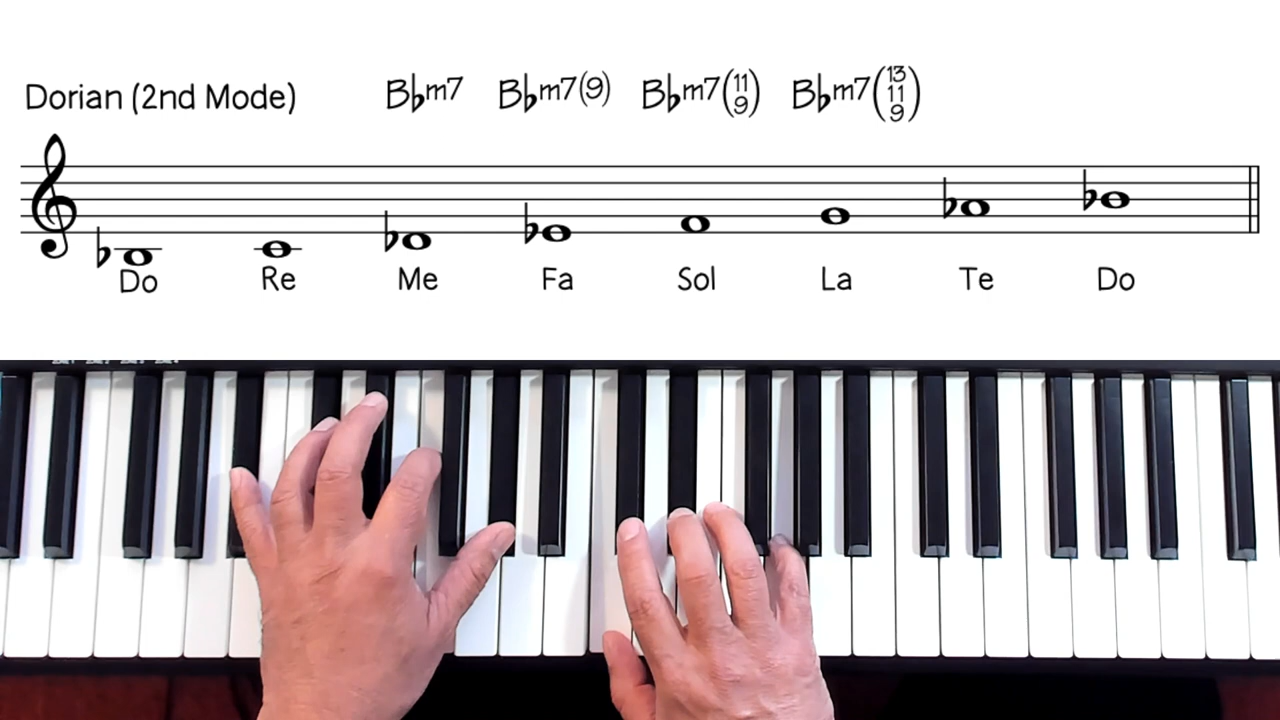 Dorian (2nd Mode) B♭m7 B♭m7(9) B♭m7(11 9) B♭m7(13 11 9)
Do Re Me Fa Sol La Te Do